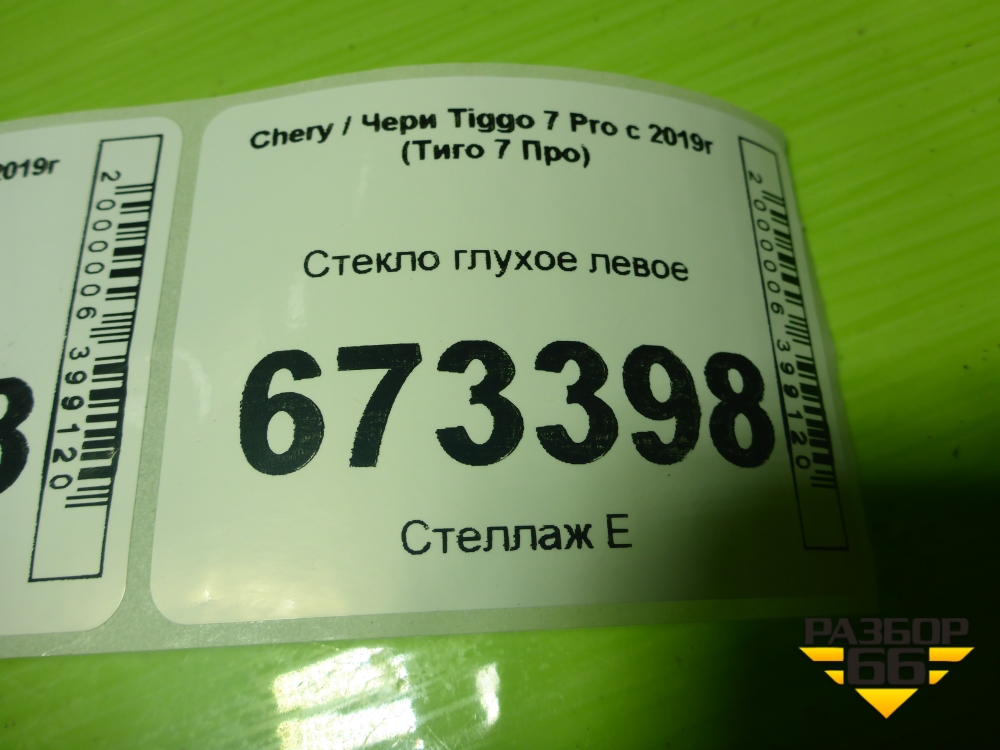 2019г
2000006399120
Chery / Чери Tiggo 7 Pro с 2019г
(Тиго 7 Про)
Стекло глухое левое
673398
Стеллаж Е
2000006399120
РАЗБОР
66